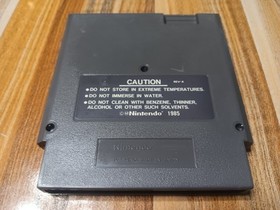 CAUTION
•DO NOT STORE IN EXTREME TEMPERATURES.
•DO NOT IMMERSE IN WATER.
•DO NOT CLEAN WITH BENZENE, THINNER,
ALCOHOL OR OTHER SUCH SOLVENTS.
©®Nintendo 1985